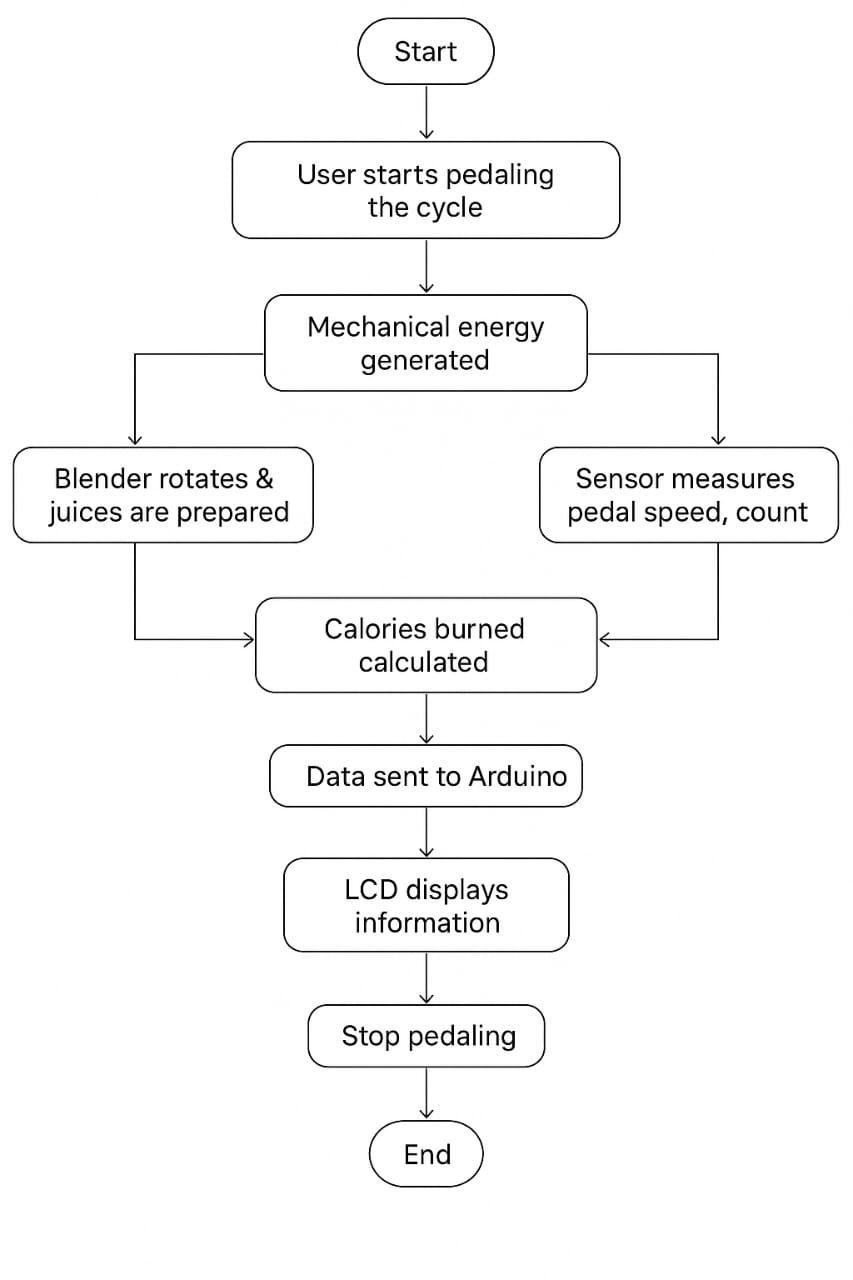 Start
User starts pedaling
the cycle
Mechanical energy
generated
Blender rotates &
juices are prepared
Sensor measures
pedal speed, count
Calories burned
calculated
Data sent to Arduino
LCD displays
information
Stop pedaling
End